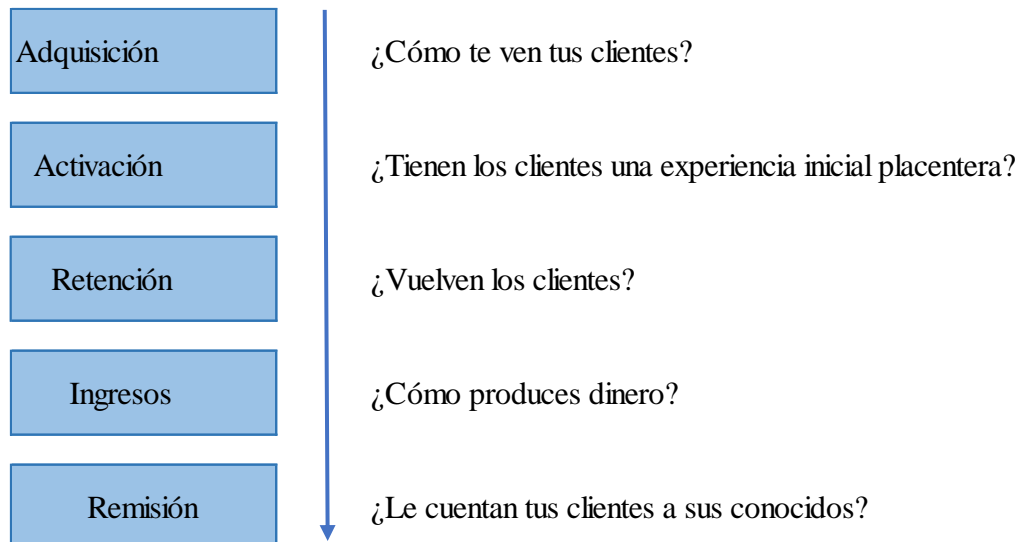 Adquisición ¿Cómo te ven tus clientes?
Activación ¿Tienen los clientes una experiencia inicial placentera?
Retención ¿Vuelven los clientes?
Ingresos ¿Cómo produces dinero?
Remisión ¿Le cuentan tus clientes a sus conocidos?